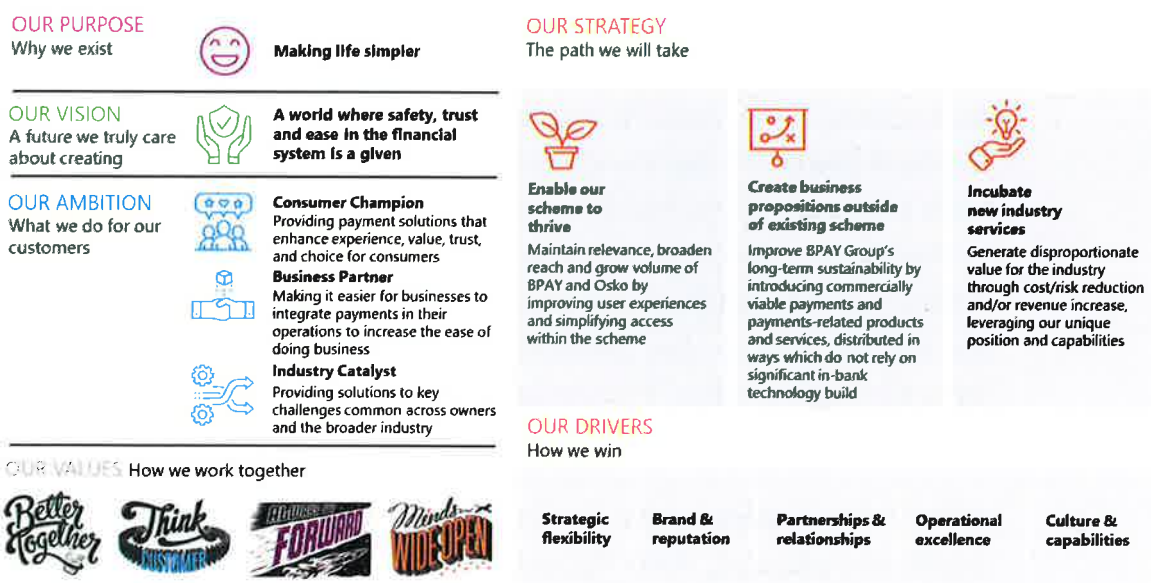 OUR PURPOSE
Why we exist
Making life simpler
OUR VISION
A future we truly care
about creating
A world where safety, trust
and ease in the financial
system is a given
OUR AMBITION
What we do for our
customers
Consumer Champion
Providing payment solutions that
enhance experience, value, trust,
and choice for consumers
Business Partner
Making it easier for businesses to
integrate payments in their
operations to increase the ease of
doing business
Industry Catalyst
Providing solutions to key
challenges common across owners
and the broader industry
OUR VALUES How we work together
Better
Together
Think
CUSTOMER
ALWAYS
FORWARD
Minds
WIDE OPEN
OUR STRATEGY
The path we will take
Enable our
scheme to
thrive
Maintain relevance, broaden
reach and grow volume of
BPAY and Osko by
improving user experiences
and simplifying access
within the scheme
Create business
propositions outside
of existing scheme
Improve BPAY Group's
long-term sustainability by
introducing commercially
viable payments and
payments-related products
and services, distributed in
ways which do not rely on
significant in-bank
technology build
Incubate
new industry
services
Generate disproportionate
value for the industry
through cost/risk reduction
and/or revenue increase,
leveraging our unique
position and capabilities
OUR DRIVERS
How we win
Strategic
flexibility
Brand &
reputation
Partnerships &
relationships
Operational
excellence
Culture &
capabilities